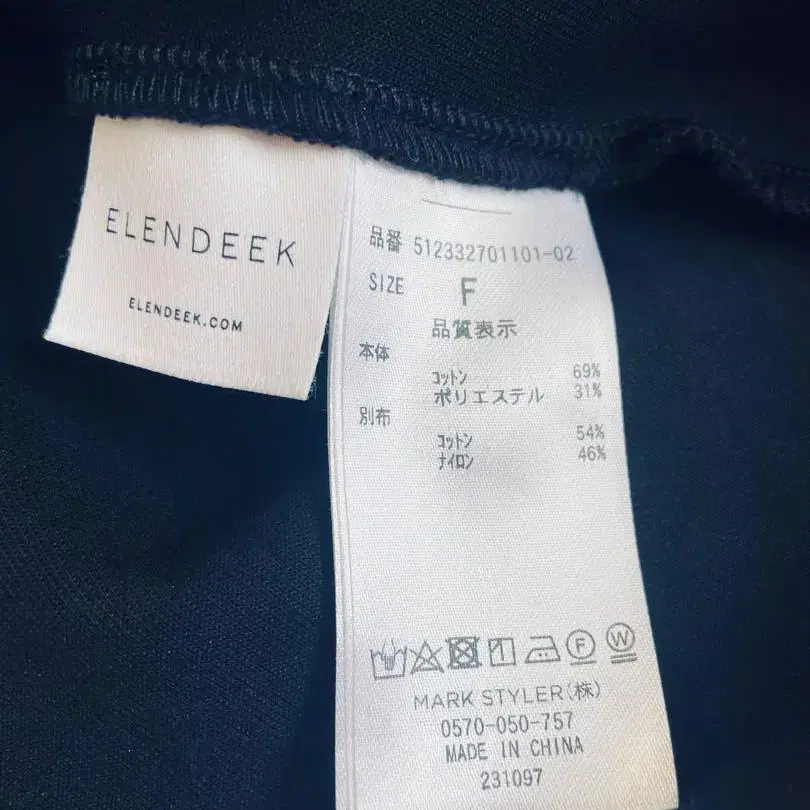 ELENDEEK
ELENDEEK.COM
品番 512332701101-02
SIZE F
品質表示
本体
コットン 69%
ポリエステル 31%
別布
コットン 54%
ナイロン 46%
F W
MARK STYLER(株)
0570-050-757
MADE IN CHINA
231097